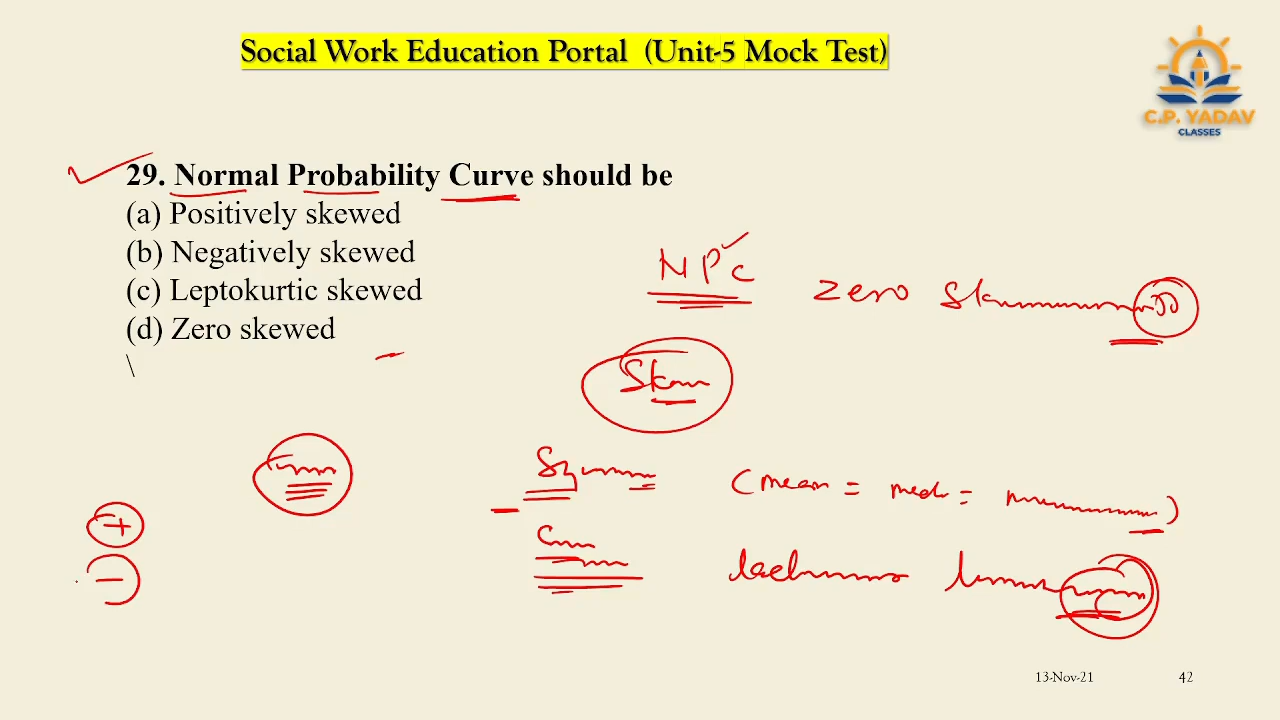 Social Work Education Portal (Unit-5 Mock Test)
C.P. YADAV
CLASSES
29. Normal Probability Curve should be
(a) Positively skewed
(b) Negatively skewed
(c) Leptokurtic skewed
(d) Zero skewed
\
NPC
zero
+
-
(mean = med =
13-Nov-21
42